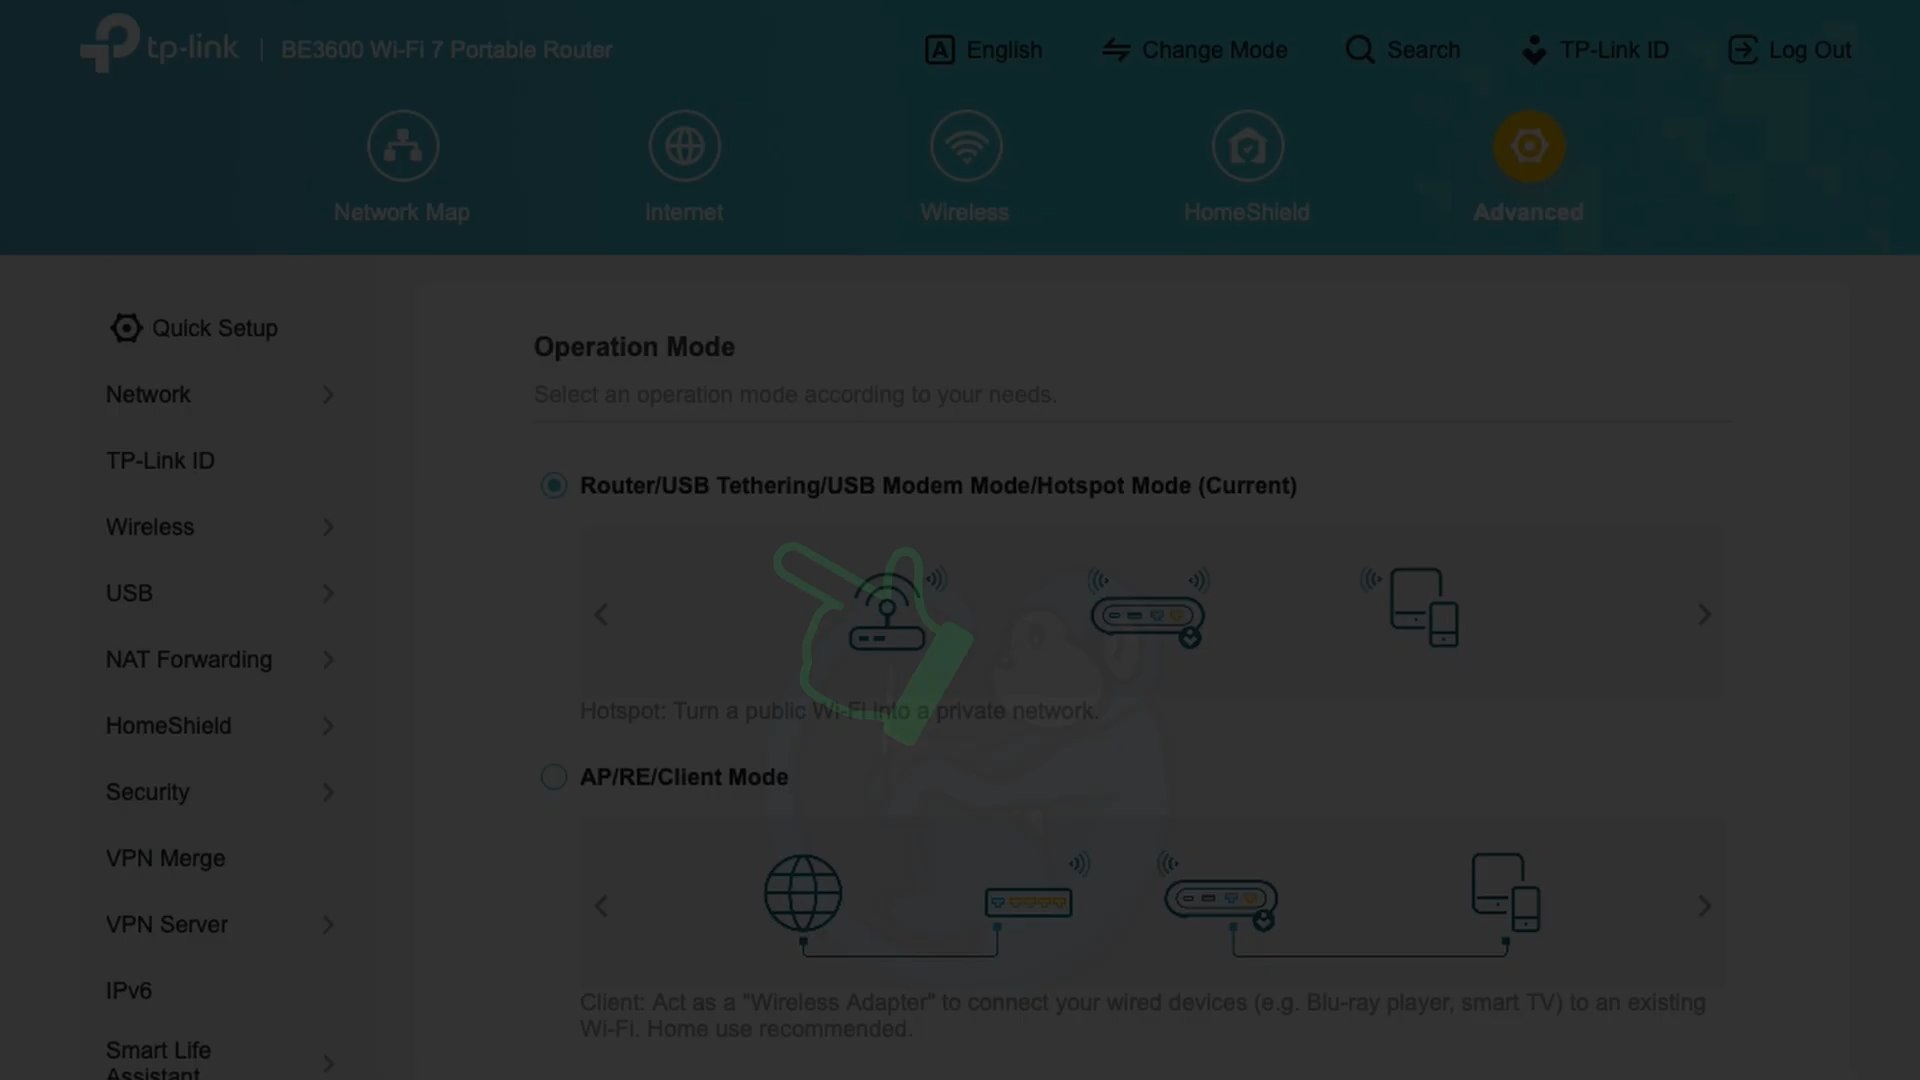 tp-link | BE3600 Wi-Fi 7 Portable Router
English
Change Mode
Search
TP-Link ID
Log Out
Network Map
Internet
Wireless
HomeShield
Advanced
Quick Setup
Network
TP-Link ID
Wireless
USB
NAT Forwarding
HomeShield
Security
VPN Merge
VPN Server
IPv6
Smart Life
Assistant
Operation Mode
Select an operation mode according to your needs.
Router/USB Tethering/USB Modem Mode/Hotspot Mode (Current)
Hotspot: Turn a public Wi-Fi into a private network.
AP/RE/Client Mode
Client: Act as a "Wireless Adapter" to connect your wired devices (e.g. Blu-ray player, smart TV) to an existing
Wi-Fi. Home use recommended.